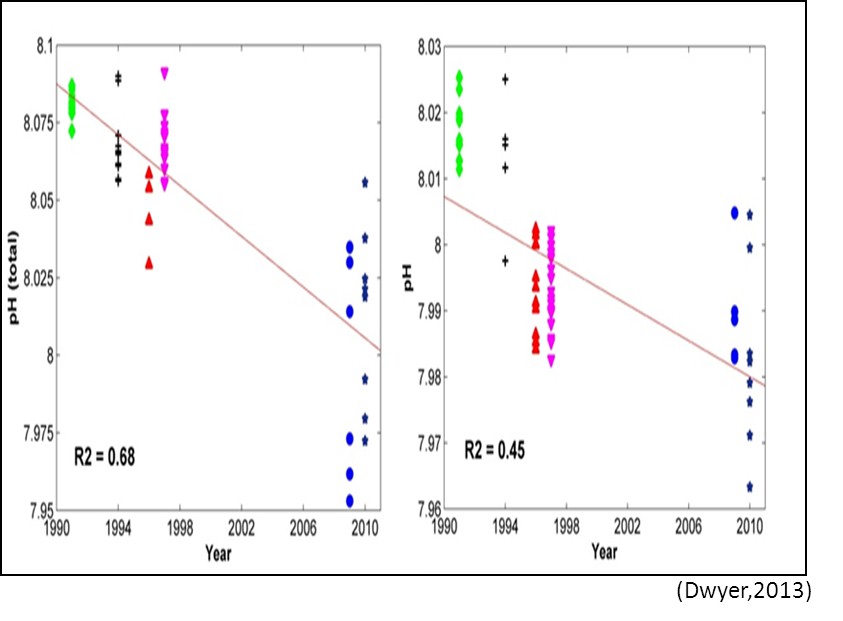 8.1
8.075
8.05
8.025
8
7.975
7.95
pH (total)
R2 = 0.68
1990 1994 1998 2002 2006 2010
Year
8.03
8.02
8.01
8
7.99
7.98
7.97
7.96
pH
R2 = 0.45
1990 1994 1998 2002 2006 2010
Year
(Dwyer,2013)